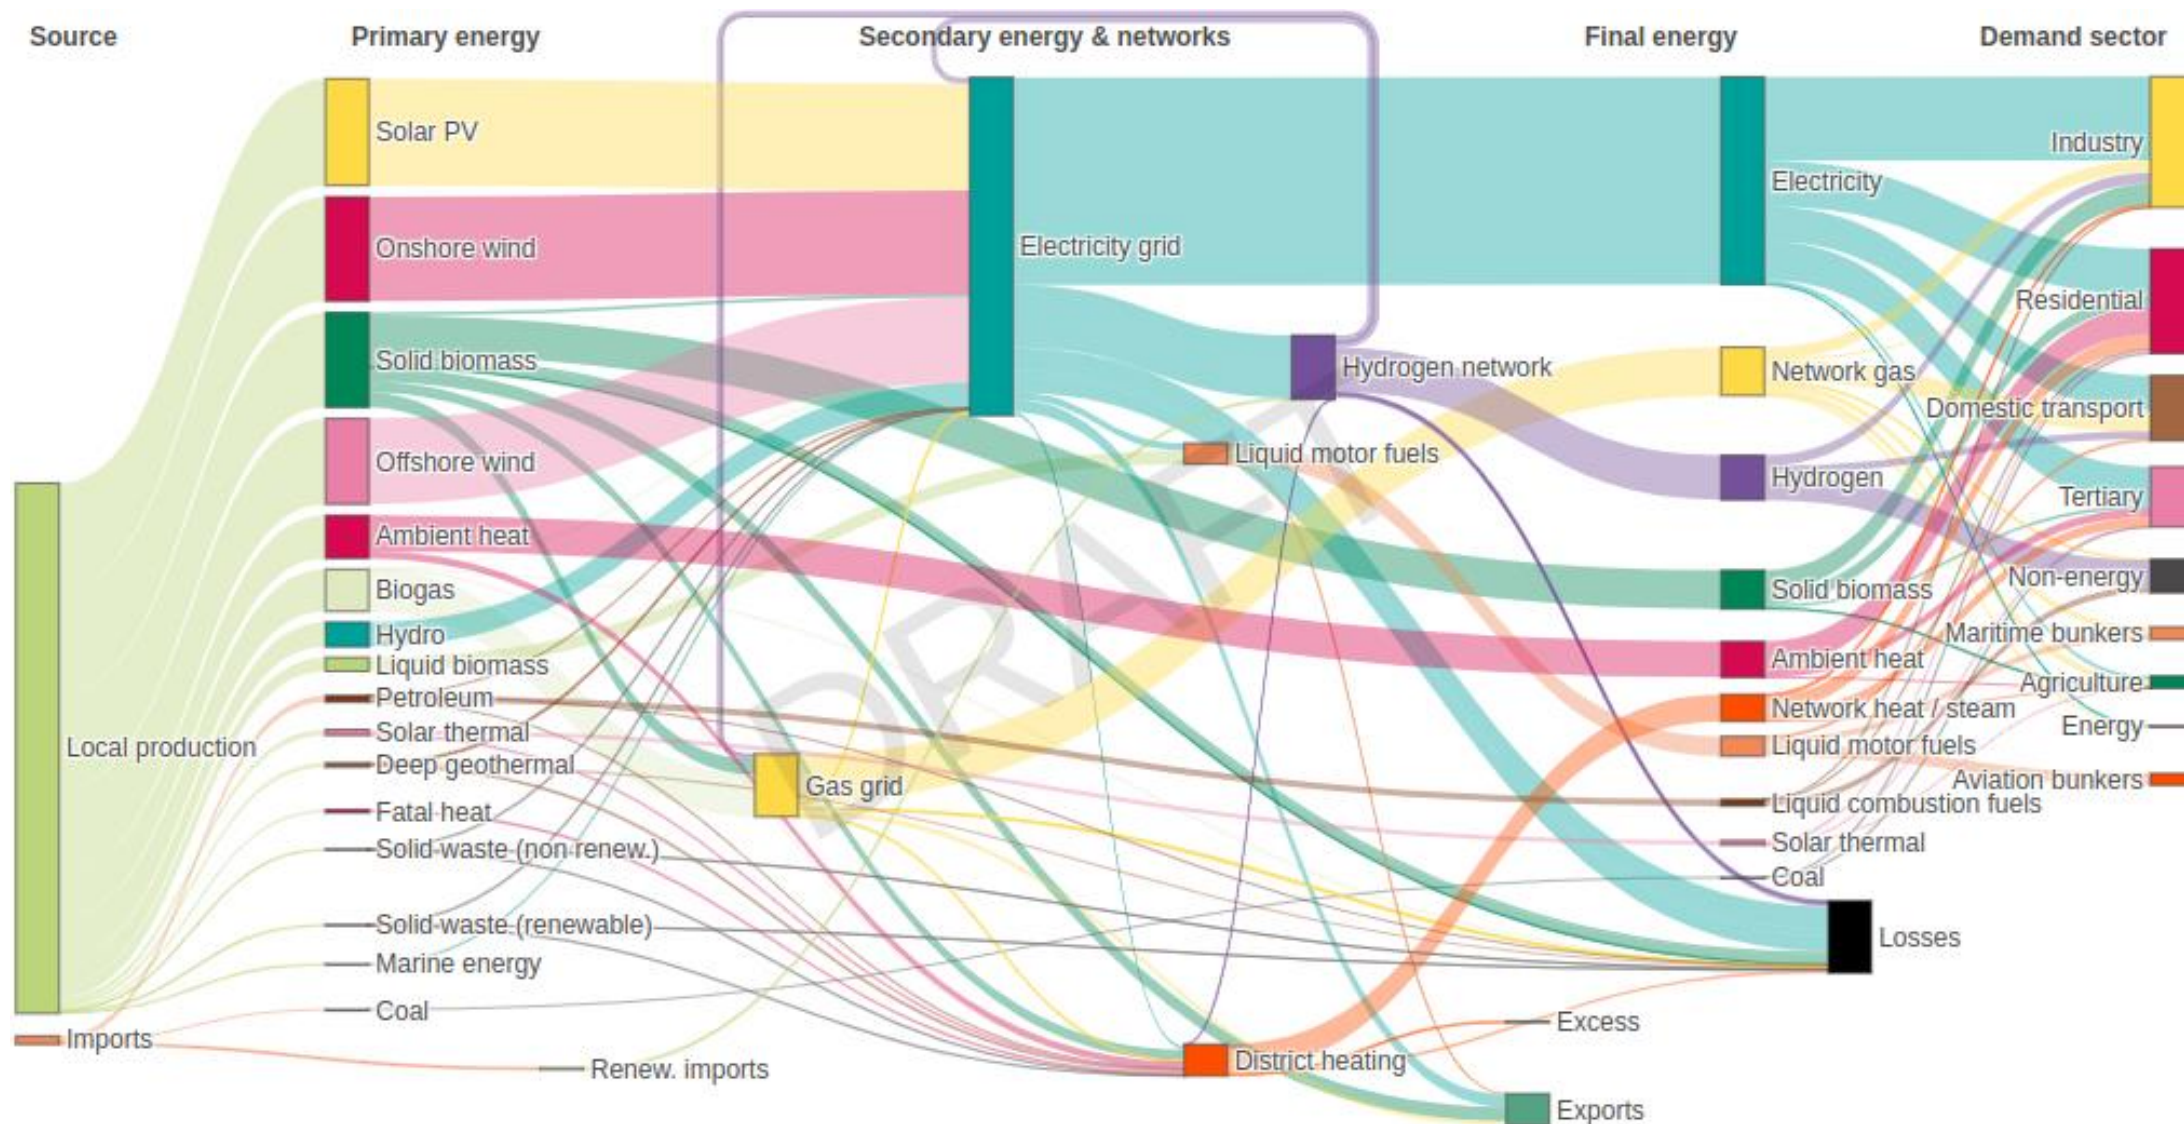 Source
Primary energy
Secondary energy & networks
Final energy
Demand sector
Solar PV
Onshore wind
Solid biomass
Offshore wind
Ambient heat
Biogas
Hydro
Liquid biomass
Petroleum
Solar thermal
Deep geothermal
Fatal heat
Solid waste (non renew.)
Solid waste (renewable)
Marine energy
Coal
Local production
Imports
Renew. imports
Electricity grid
Hydrogen network
Liquid motor fuels
Gas grid
District heating
DRAFT
Electricity
Network gas
Hydrogen
Solid biomass
Ambient heat
Network heat / steam
Liquid motor fuels
Liquid combustion fuels
Solar thermal
Coal
Losses
Excess
Exports
Industry
Residential
Domestic transport
Tertiary
Non-energy
Maritime bunkers
Agriculture
Energy
Aviation bunkers